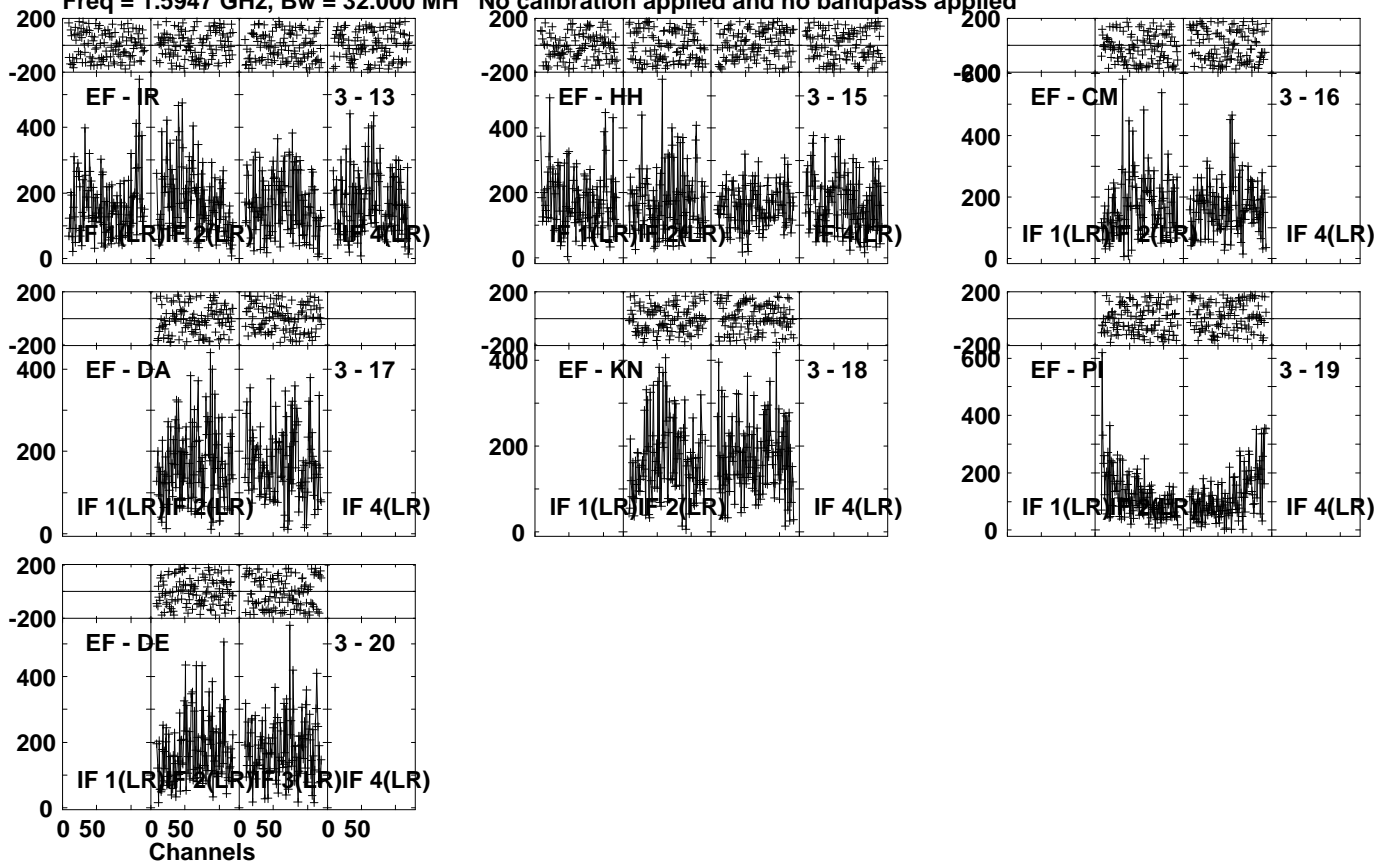 Freq = 1.5947 GHz, Bw = 32.000 MH No calibration applied and no bandpass applied
200 200 200
-200 -200 -200
600
EF - IR 3 - 13 EF - HH 3 - 15 EF - CM 3 - 16
400 400 400
200 200 200
IF 1(LR) IF 2(LR) IF 4(LR) IF 1(LR) IF 2(LR) IF 4(LR) IF 1(LR) IF 2(LR) IF 4(LR)
0 0 0
200 200 200
-200 -200 -200
400 400 600
EF - DA 3 - 17 EF - KN 3 - 18 EF - PI 3 - 19
400
200 200 200
IF 1(LR) IF 2(LR) IF 4(LR) IF 1(LR) IF 2(LR) IF 4(LR) IF 1(LR) IF 2(LR) IF 4(LR)
0 0 0
200
-200
EF - DE 3 - 20
400
200
IF 1(LR) IF 2(LR) IF 3(LR) IF 4(LR)
0
0 50 0 50 0 50 0 50
Channels